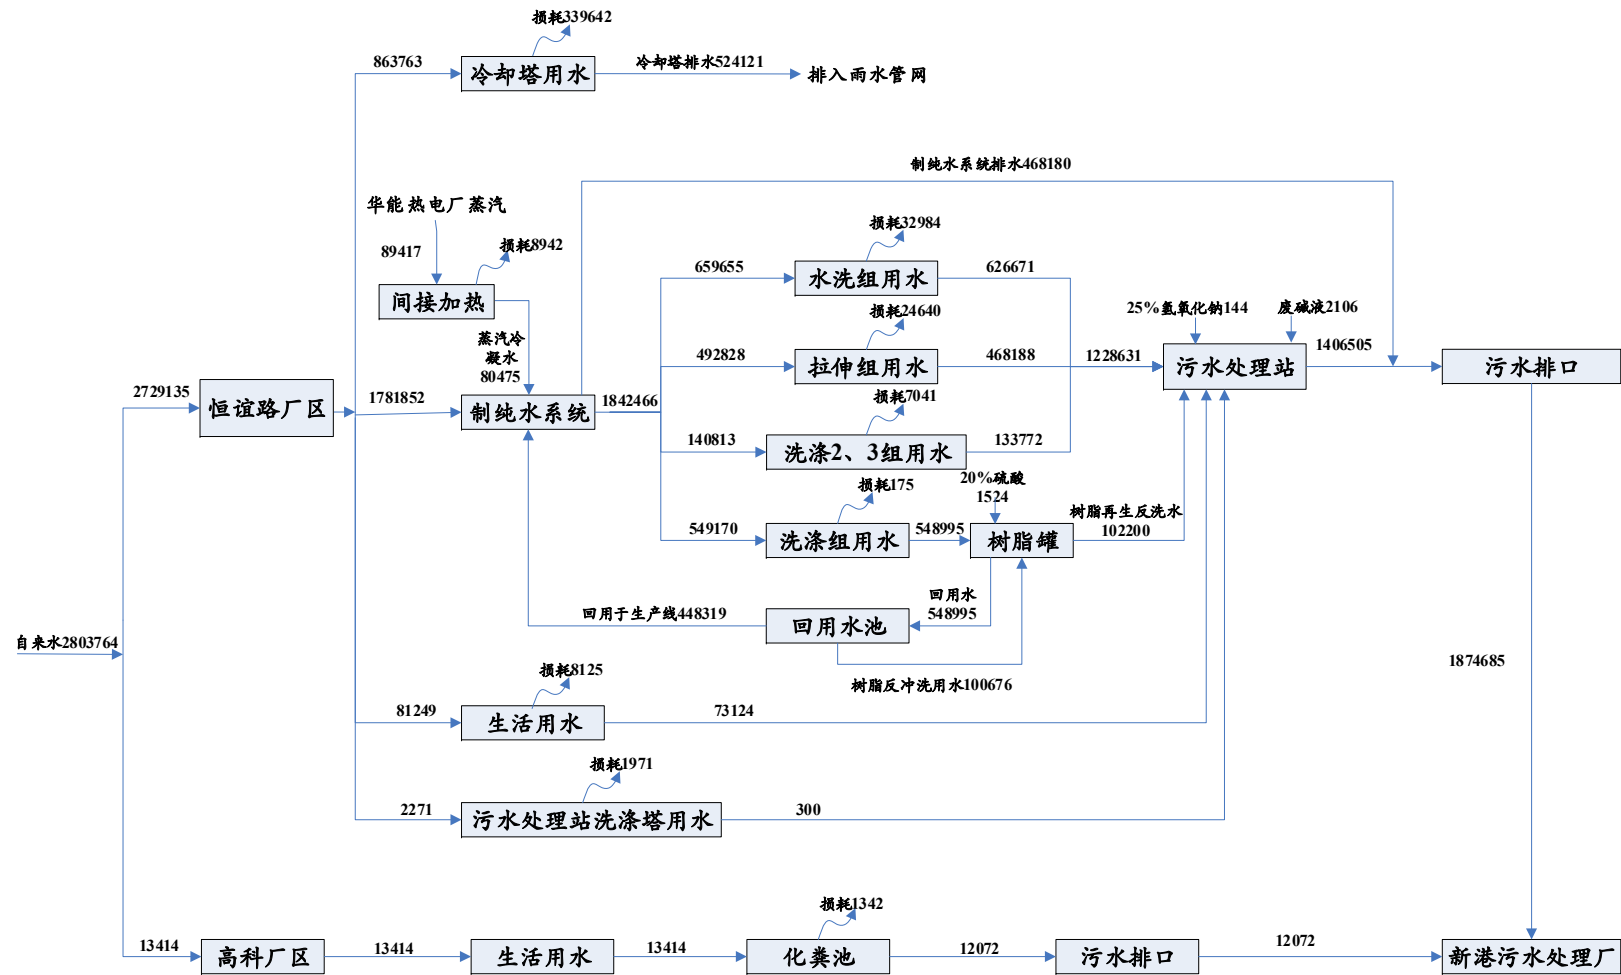 损耗339642
863763
冷却塔用水
冷却塔排水524121
排入雨水管网
制纯水系统排水468180
华能热电厂蒸汽
89417
损耗8942
间接加热
蒸汽冷
凝水
80475
损耗32984
659655
水洗组用水
626671
损耗24640
492828
拉伸组用水
468188
1228631
25%氢氧化钠144
废碱液2106
污水处理站
1406505
污水排口
2729135
恒谊路厂区
1781852
制纯水系统
1842466
损耗7041
140813
洗涤2、3组用水
133772
损耗175
20%硫酸
1524
549170
洗涤组用水
548995
树脂罐
树脂再生反洗水
102200
回用于生产线448319
回用水池
回用水
548995
树脂反冲洗用水100676
自来水2803764
1874685
损耗8125
81249
生活用水
73124
损耗1971
2271
污水处理站洗涤塔用水
300
损耗1342
13414
高科厂区
13414
生活用水
13414
化粪池
12072
污水排口
12072
新港污水处理厂